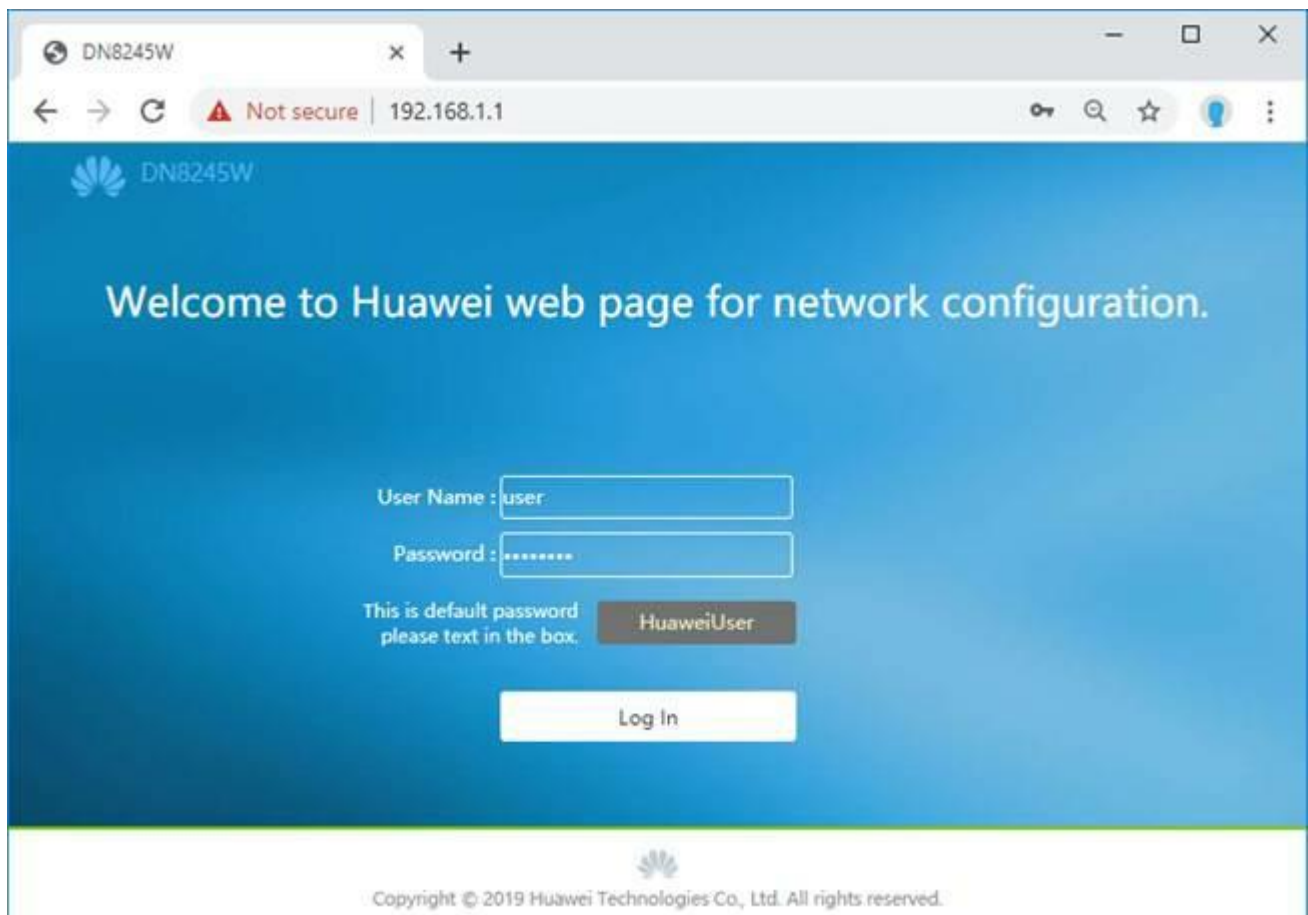 DN8245W
Not secure 192.168.1.1
DN8245W
Welcome to Huawei web page for network configuration.
User Name : user
Password : ••••••••
This is default password
please text in the box.
HuaweiUser
Log In
Copyright © 2019 Huawei Technologies Co., Ltd. All rights reserved.